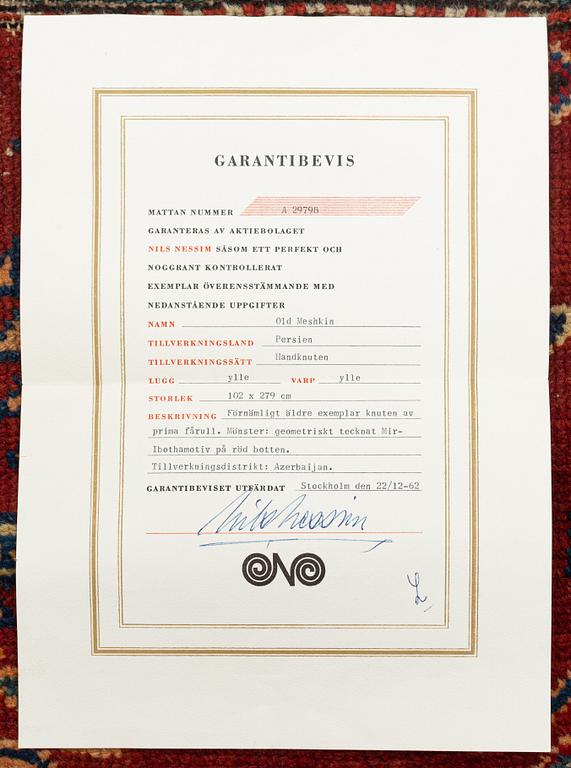 GARANTIBEVIS
MATTAN NUMMER A 29798
GARANTERAS AV AKTIEBOLAGET
NILS NESSIM SÅSOM ETT PERFEKT OCH
NOGGRANT KONTROLLERAT
EXEMPLAR ÖVERENSSTÄMMANDE MED
NEDANSTÅENDE UPPGIFTER
NAMN Old Meshkin
TILLVERKNINGSLAND Persien
TILLVERKNINGSSÄTT Handknuten
LUGG ylle VARP ylle
STORLEK 102 x 279 cm
BESKRIVNING Förnämligt äldre exemplar knuten av
prima fårull. Mönster: geometriskt tecknat Mir-
Ibothamotiv på röd botten.
Tillverkningsdistrikt: Azerbaijan.
GARANTIBEVISET UTFÄRDAT Stockholm den 22/12-62
Nils Nessim